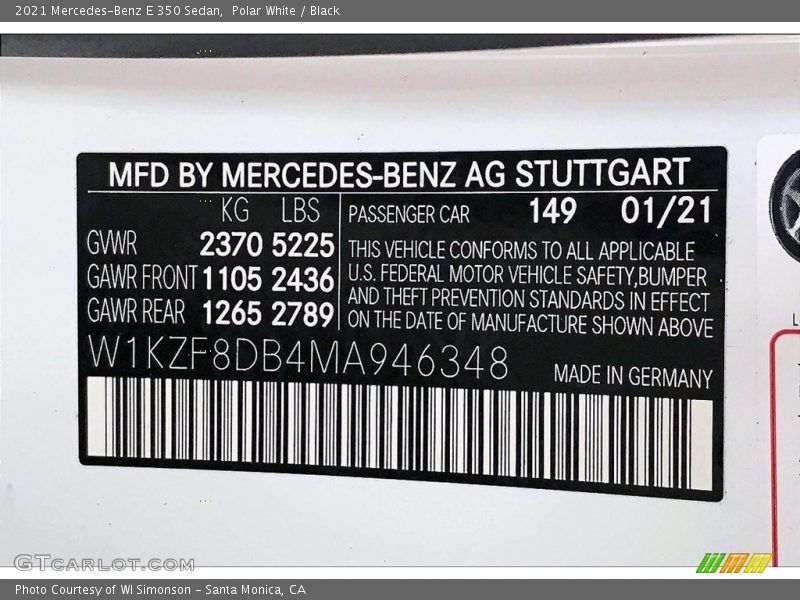 2021 Mercedes-Benz E 350 Sedan, Polar White / Black
MFD BY MERCEDES-BENZ AG STUTTGART
KG LBS
GVWR 2370 5225
GAWR FRONT 1105 2436
GAWR REAR 1265 2789
PASSENGER CAR 149 01/21
THIS VEHICLE CONFORMS TO ALL APPLICABLE
U.S. FEDERAL MOTOR VEHICLE SAFETY,BUMPER
AND THEFT PREVENTION STANDARDS IN EFFECT
ON THE DATE OF MANUFACTURE SHOWN ABOVE
W1KZF8DB4MA946348
MADE IN GERMANY
GTCARLOT.COM
Photo Courtesy of WI Simonson - Santa Monica, CA